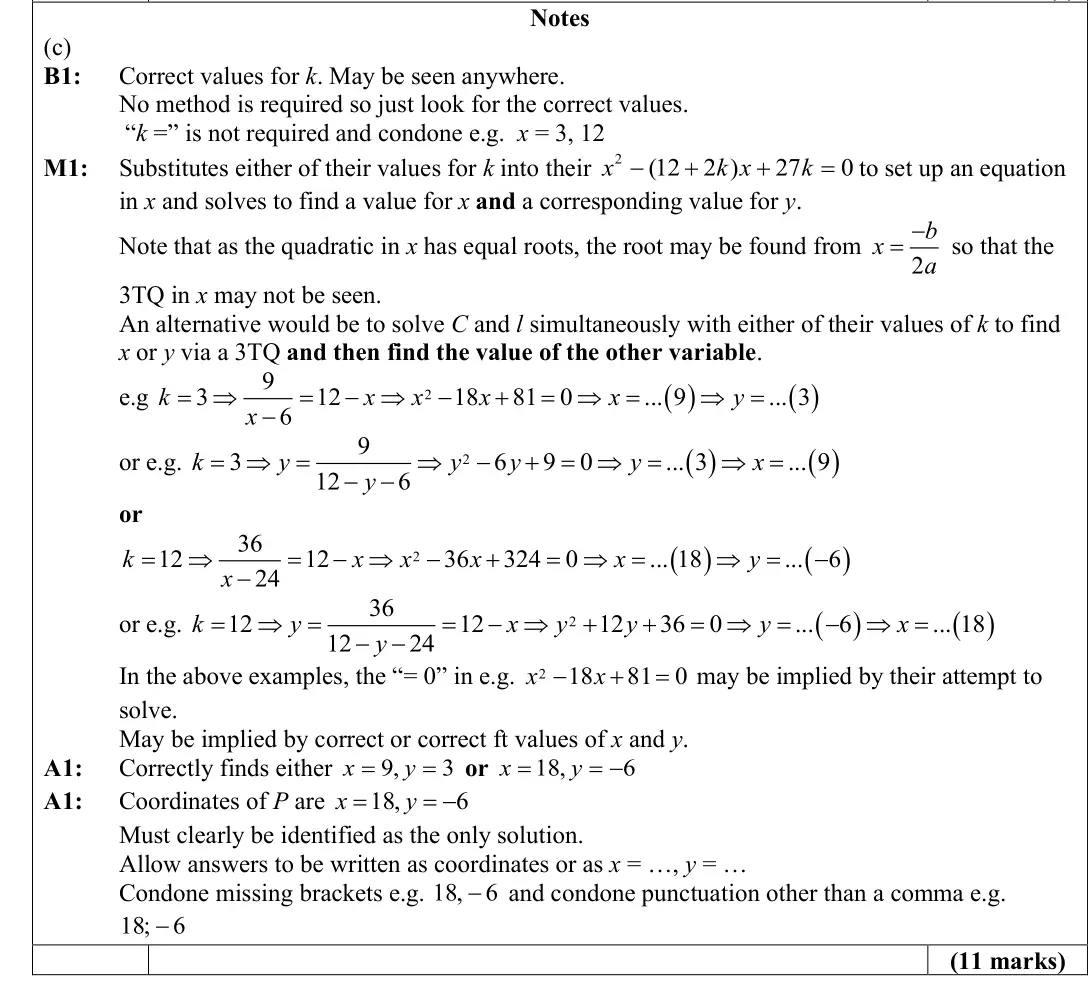 Notes
(c)
B1: Correct values for k. May be seen anywhere.
No method is required so just look for the correct values.
“k =” is not required and condone e.g. x = 3, 12
M1: Substitutes either of their values for k into their x² − (12 + 2k)x + 27k = 0 to set up an equation
in x and solves to find a value for x and a corresponding value for y.
Note that as the quadratic in x has equal roots, the root may be found from x = −b/2a so that the
3TQ in x may not be seen.
An alternative would be to solve C and l simultaneously with either of their values of k to find
x or y via a 3TQ and then find the value of the other variable.
e.g k = 3 ⇒ 9/(x − 6) = 12 − x ⇒ x² − 18x + 81 = 0 ⇒ x = ...(9) ⇒ y = ...(3)
or e.g. k = 3 ⇒ y = 9/(12 − y − 6) ⇒ y² − 6y + 9 = 0 ⇒ y = ...(3) ⇒ x = ...(9)
or
k = 12 ⇒ 36/(x − 24) = 12 − x ⇒ x² − 36x + 324 = 0 ⇒ x = ...(18) ⇒ y = ...(−6)
or e.g. k = 12 ⇒ y = 36/(12 − y − 24) = 12 − x ⇒ y² + 12y + 36 = 0 ⇒ y = ...(−6) ⇒ x = ...(18)
In the above examples, the “= 0” in e.g. x² − 18x + 81 = 0 may be implied by their attempt to
solve.
May be implied by correct or correct ft values of x and y.
A1: Correctly finds either x = 9, y = 3 or x = 18, y = −6
A1: Coordinates of P are x = 18, y = −6
Must clearly be identified as the only solution.
Allow answers to be written as coordinates or as x = …, y = …
Condone missing brackets e.g. 18, − 6 and condone punctuation other than a comma e.g.
18; − 6
(11 marks)